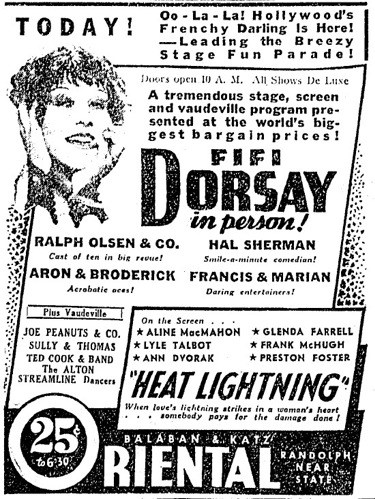 TODAY!
Oo-La-La! Hollywood's
Frenchy Darling Is Here!
—Leading the Breezy
Stage Fun Parade!
Doors open 10 A. M. All Shows De Luxe
A tremendous stage, screen
and vaudeville program pre-
sented at the world's big-
gest bargain prices!
FIFI
DORSAY
in person!
RALPH OLSEN & CO.
Cast of ten in big revue!
HAL SHERMAN
Smile-a-minute comedian!
ARON & BRODERICK
Acrobatic aces!
FRANCIS & MARIAN
Daring entertainers!
Plus Vaudeville
JOE PEANUTS & CO.
SULLY & THOMAS
TED COOK & BAND
The ALTON
STREAMLINE Dancers
On the Screen . . .
★ ALINE MacMAHON ★ GLENDA FARRELL
★ LYLE TALBOT ★ FRANK McHUGH
★ ANN DVORAK ★ PRESTON FOSTER
"HEAT LIGHTNING"
When love's lightning strikes in a woman's heart
. . . somebody pays for the damage done!
25¢
to 6:30
BALABAN & KATZ
RIENTAL
RANDOLPH
NEAR
STATE